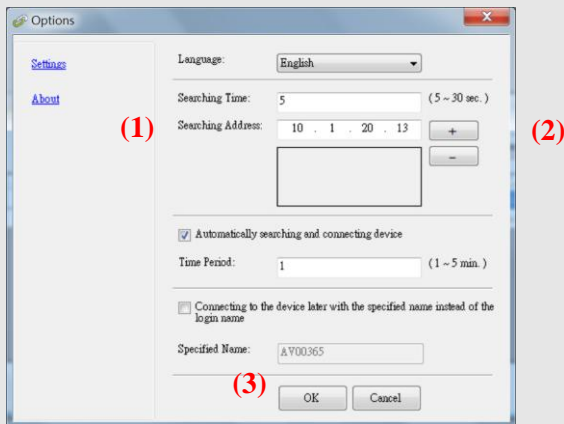 Options
Settings
About
Language: English
Searching Time: 5 (5 ~ 30 sec.)
(1) Searching Address: 10 . 1 . 20 . 13 + (2)
−
Automatically searching and connecting device
Time Period: 1 (1 ~ 5 min.)
Connecting to the device later with the specified name instead of the
login name
Specified Name: AV00365
(3) OK Cancel